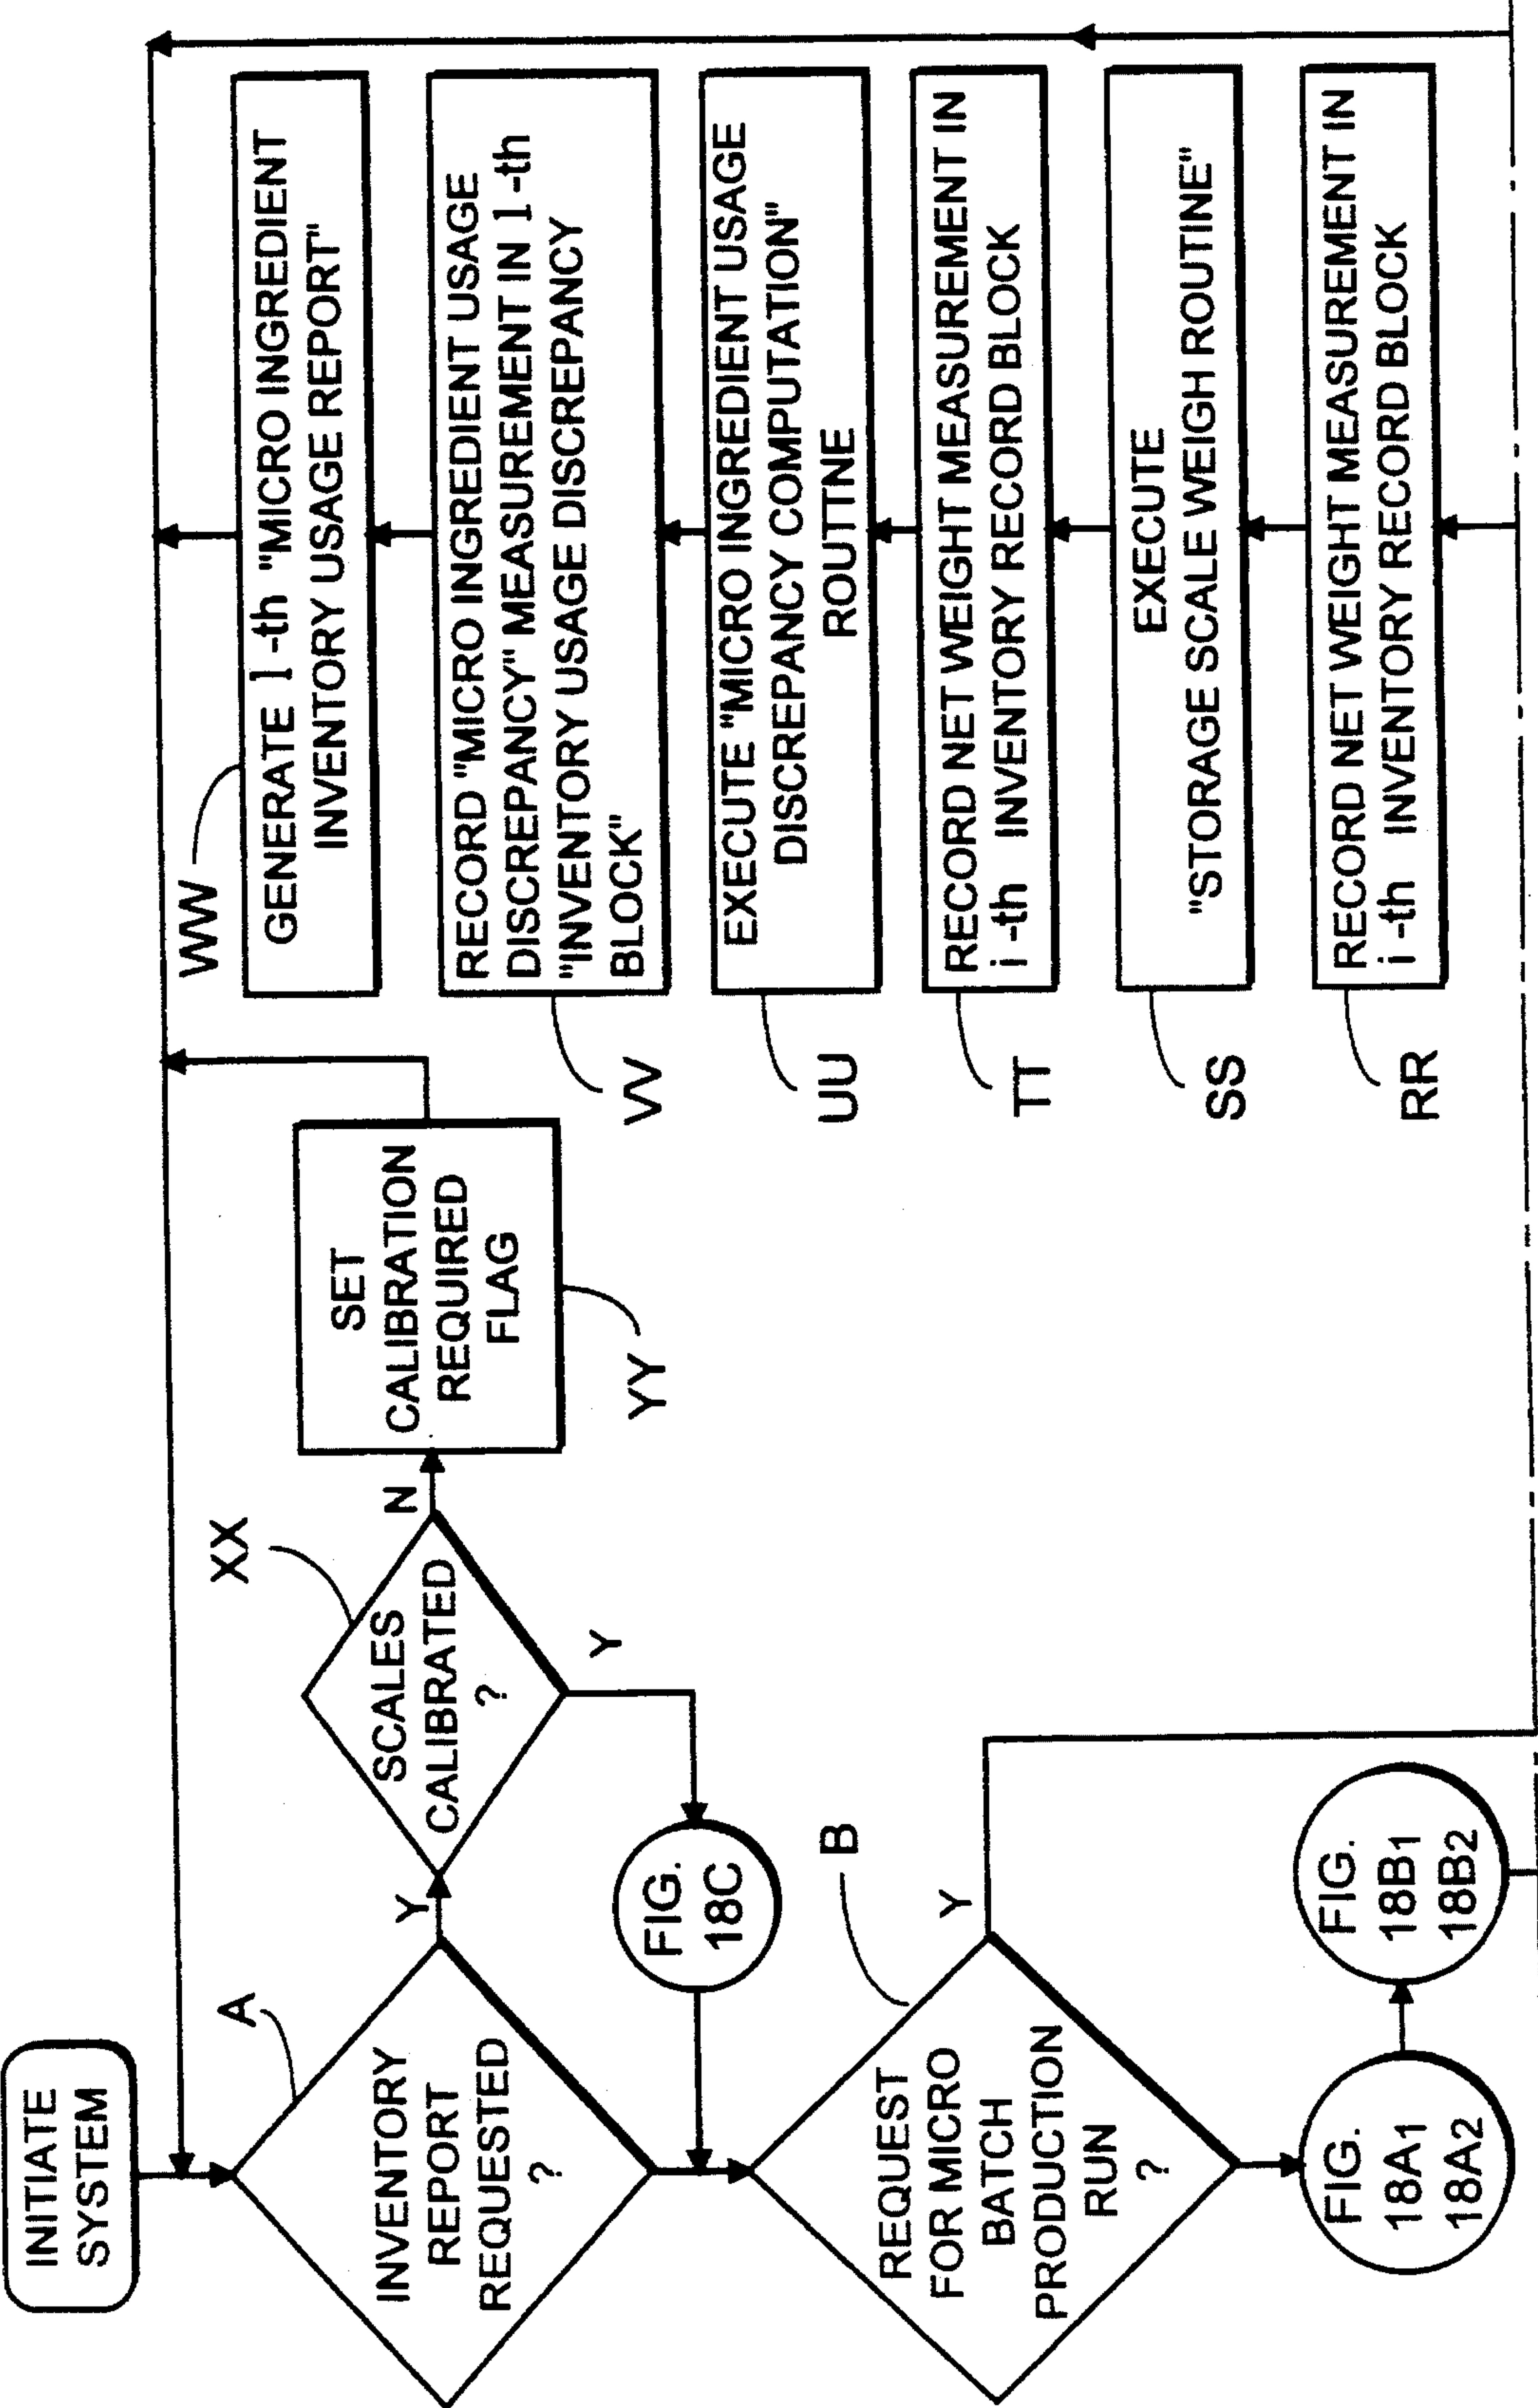 INITIATE
SYSTEM
A
INVENTORY
REPORT
REQUESTED
?
Y
XX
SCALES
CALIBRATED
?
N
Y
SET
CALIBRATION
REQUIRED
FLAG
YY
FIG.
18C
B
REQUEST
FOR MICRO
BATCH
PRODUCTION
RUN
?
Y
FIG.
18A1
18A2
FIG.
18B1
18B2
WW
GENERATE l-th "MICRO INGREDIENT
INVENTORY USAGE REPORT"
VV
RECORD "MICRO INGREDIENT USAGE
DISCREPANCY" MEASUREMENT IN l-th
"INVENTORY USAGE DISCREPANCY
BLOCK"
UU
EXECUTE "MICRO INGREDIENT USAGE
DISCREPANCY COMPUTATION"
ROUTTNE
TT
RECORD NET WEIGHT MEASUREMENT IN
i-th INVENTORY RECORD BLOCK
SS
EXECUTE
"STORAGE SCALE WEIGH ROUTINE"
RR
RECORD NET WEIGHT MEASUREMENT IN
i-th INVENTORY RECORD BLOCK